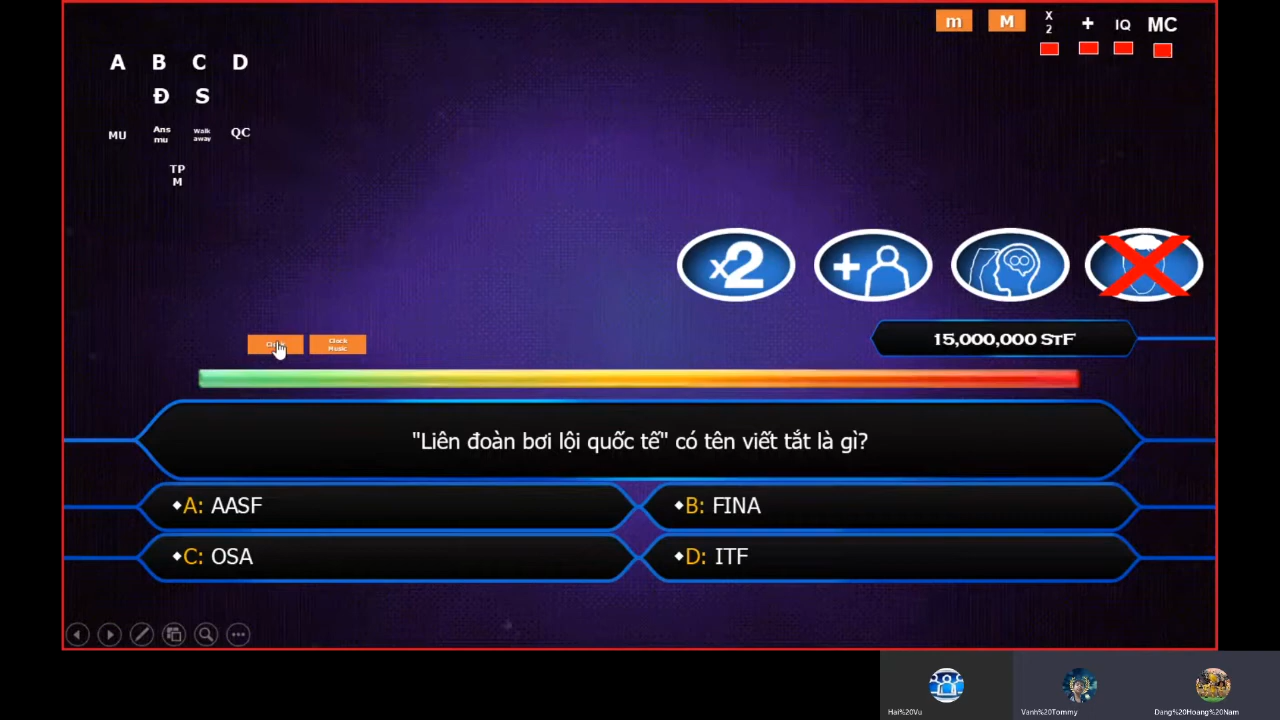 m
M
X
2
+
IQ
MC
A
B
C
D
Đ
S
MU
Ans
mu
Walk
away
QC
TP
M
x2
+
15,000,000 STF
Clock
Music
"Liên đoàn bơi lội quốc tế" có tên viết tắt là gì?
A: AASF
B: FINA
C: OSA
D: ITF
Hai%20Vu
Vanh%20Tommy
Dang%20Hoang%20Nam